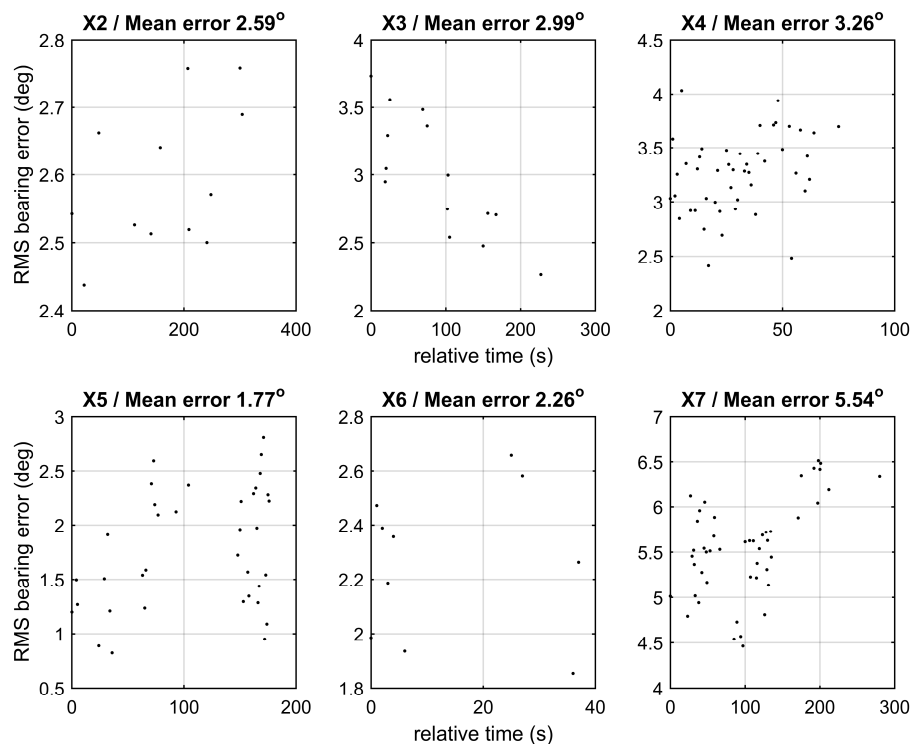 X2 / Mean error 2.59°
X3 / Mean error 2.99°
X4 / Mean error 3.26°
RMS bearing error (deg)
2.8
2.7
2.6
2.5
2.4
0 200 400
4
3.5
3
2.5
2
0 100 200 300
relative time (s)
4.5
4
3.5
3
2.5
2
0 50 100
X5 / Mean error 1.77°
X6 / Mean error 2.26°
X7 / Mean error 5.54°
RMS bearing error (deg)
3
2.5
2
1.5
1
0.5
0 100 200
2.8
2.6
2.4
2.2
2
1.8
0 20 40
relative time (s)
7
6.5
6
5.5
5
4.5
4
0 100 200 300